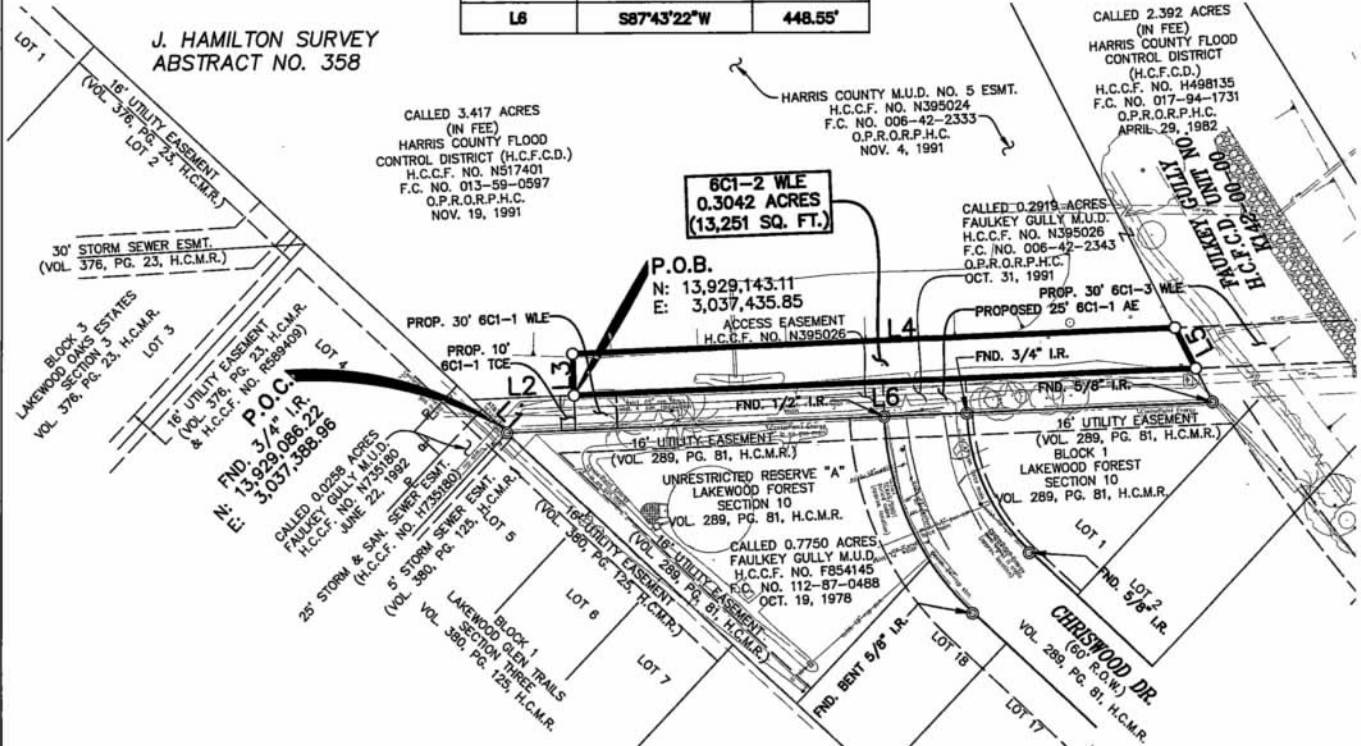 L6 S87°43'22"W 448.55'
J. HAMILTON SURVEY
ABSTRACT NO. 358
LOT 1
16' UTILITY EASEMENT
(VOL. 376, PG. 23, H.C.M.R.)
LOT 2
30' STORM SEWER ESMT.
(VOL. 376, PG. 23, H.C.M.R.)
BLOCK 3
LAKEWOOD OAKS ESTATES
SECTION 3
VOL. 376, PG. 23, H.C.M.R.
LOT 3
16' UTILITY EASEMENT
(VOL. 376, PG. 23, H.C.M.R.
& H.C.C.F. NO. R589409)
LOT 4
CALLED 3.417 ACRES
(IN FEE)
HARRIS COUNTY FLOOD
CONTROL DISTRICT (H.C.F.C.D.)
H.C.C.F. NO. N517401
F.C. NO. 013-59-0597
O.P.R.O.R.P.H.C.
NOV. 19, 1991
HARRIS COUNTY M.U.D. NO. 5 ESMT.
H.C.C.F. NO. N395024
F.C. NO. 006-42-2333
O.P.R.O.R.P.H.C.
NOV. 4, 1991
CALLED 2.392 ACRES
(IN FEE)
HARRIS COUNTY FLOOD
CONTROL DISTRICT
(H.C.F.C.D.)
H.C.C.F. NO. H498135
F.C. NO. 017-94-1731
O.P.R.O.R.P.H.C.
APRIL 29, 1982
FAULKEY GULLY
H.C.F.C.D. UNIT NO
K142-00-00
6C1-2 WLE
0.3042 ACRES
(13,251 SQ. FT.)
CALLED 0.2919 ACRES
FAULKEY GULLY M.U.D.
H.C.C.F. NO. N395026
F.C. NO. 006-42-2343
O.P.R.O.R.P.H.C.
OCT. 31, 1991
P.O.B.
N: 13,929,143.11
E: 3,037,435.85
PROP. 30' 6C1-3 WLE
PROPOSED 25' 6C1-1 AE
PROP. 30' 6C1-1 WLE
ACCESS EASEMENT
H.C.C.F. NO. N395026
L4
L5
L3
PROP. 10'
6C1-1 TCE
L2
FND. 3/4" I.R.
FND. 5/8" I.R.
FND. 1/2" I.R.
L6
P.O.C.
FND. 3/4" I.R.
N: 13,929,086.22
E: 3,037,388.96
CALLED 0.0258 ACRES
FAULKEY GULLY M.U.D.
H.C.C.F. NO. N735180
JUNE 22, 1992
25' STORM & SAN. SEWER ESMT.
(H.C.C.F. NO. H735180)
5' STORM SEWER ESMT.
(VOL. 380, PG. 125, H.C.M.R.)
LOT 5
LOT 6
LOT 7
BLOCK 1
LAKEWOOD GLEN TRAILS
SECTION THREE
VOL. 380, PG. 125, H.C.M.R.
16' UTILITY EASEMENT
(VOL. 380, PG. 125, H.C.M.R.)
16' UTILITY EASEMENT
(VOL. 289, PG. 81, H.C.M.R.)
16' UTILITY EASEMENT
(VOL. 289, PG. 81, H.C.M.R.)
UNRESTRICTED RESERVE "A"
LAKEWOOD FOREST
SECTION 10
VOL. 289, PG. 81, H.C.M.R.
CALLED 0.7750 ACRES
FAULKEY GULLY M.U.D.
H.C.C.F. NO. F854145
F.C. NO. 112-87-0488
OCT. 19, 1978
16' UTILITY EASEMENT
(VOL. 289, PG. 81, H.C.M.R.)
BLOCK 1
LAKEWOOD FOREST
SECTION 10
VOL. 289, PG. 81, H.C.M.R.
LOT 1
LOT 2
FND. 5/8" I.R.
CHRISWOOD DR.
(60' R.O.W.)
VOL. 289, PG. 81, H.C.M.R.
FND. BENT 5/8" I.R.
LOT 18
LOT 17